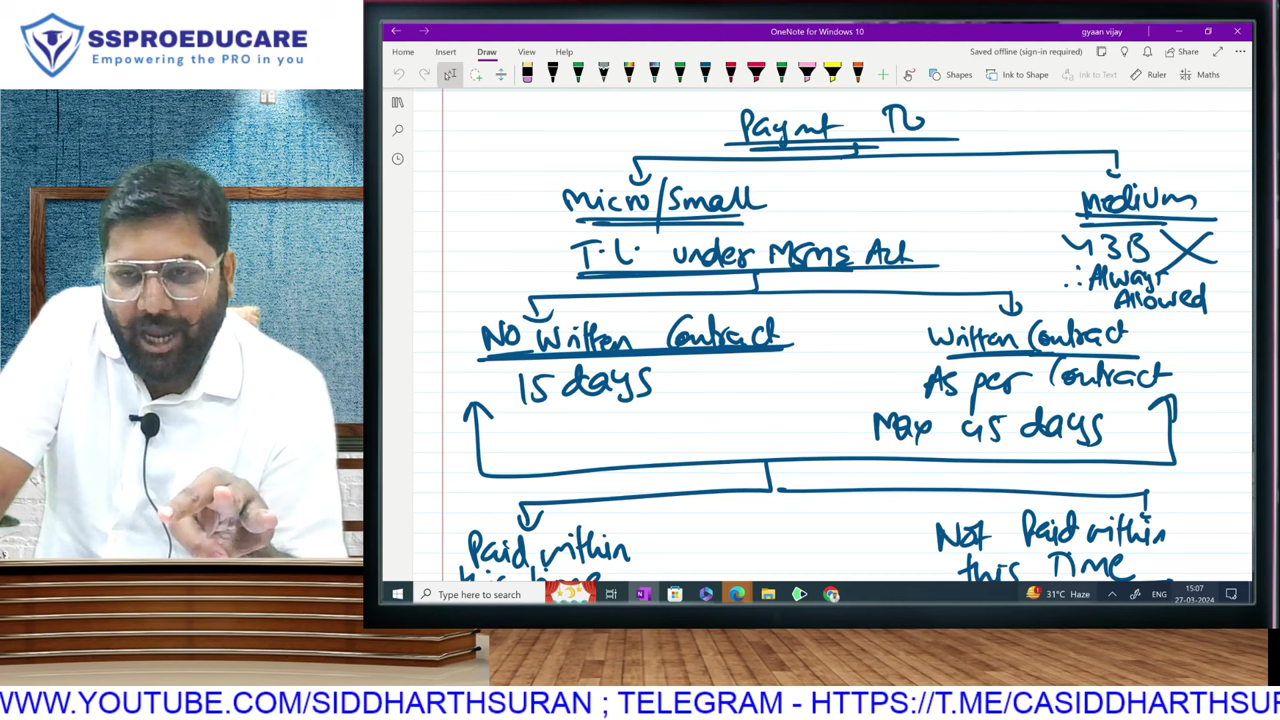 SSPROEDUCARE
Empowering the PRO in you
OneNote for Windows 10
gyaan vijay
Home Insert Draw View Help
Saved offline (sign-in required)
Share
Shapes
Ink to Shape
Ink to Text
Ruler
Maths
Paymt To
Micro/Small
Medium
T.L. under MSME Act
43B
∴ Always
Allowed
No Written Contract
Written Contract
15 days
As per Contract
Max 45 days
Paid within
this time
Not Paid within
this Time
Type here to search
31°C Haze
ENG
15:07
27-03-2024
WWW.YOUTUBE.COM/SIDDHARTHSURAN ; TELEGRAM - HTTPS://T.ME/CASIDDHARTHSUR